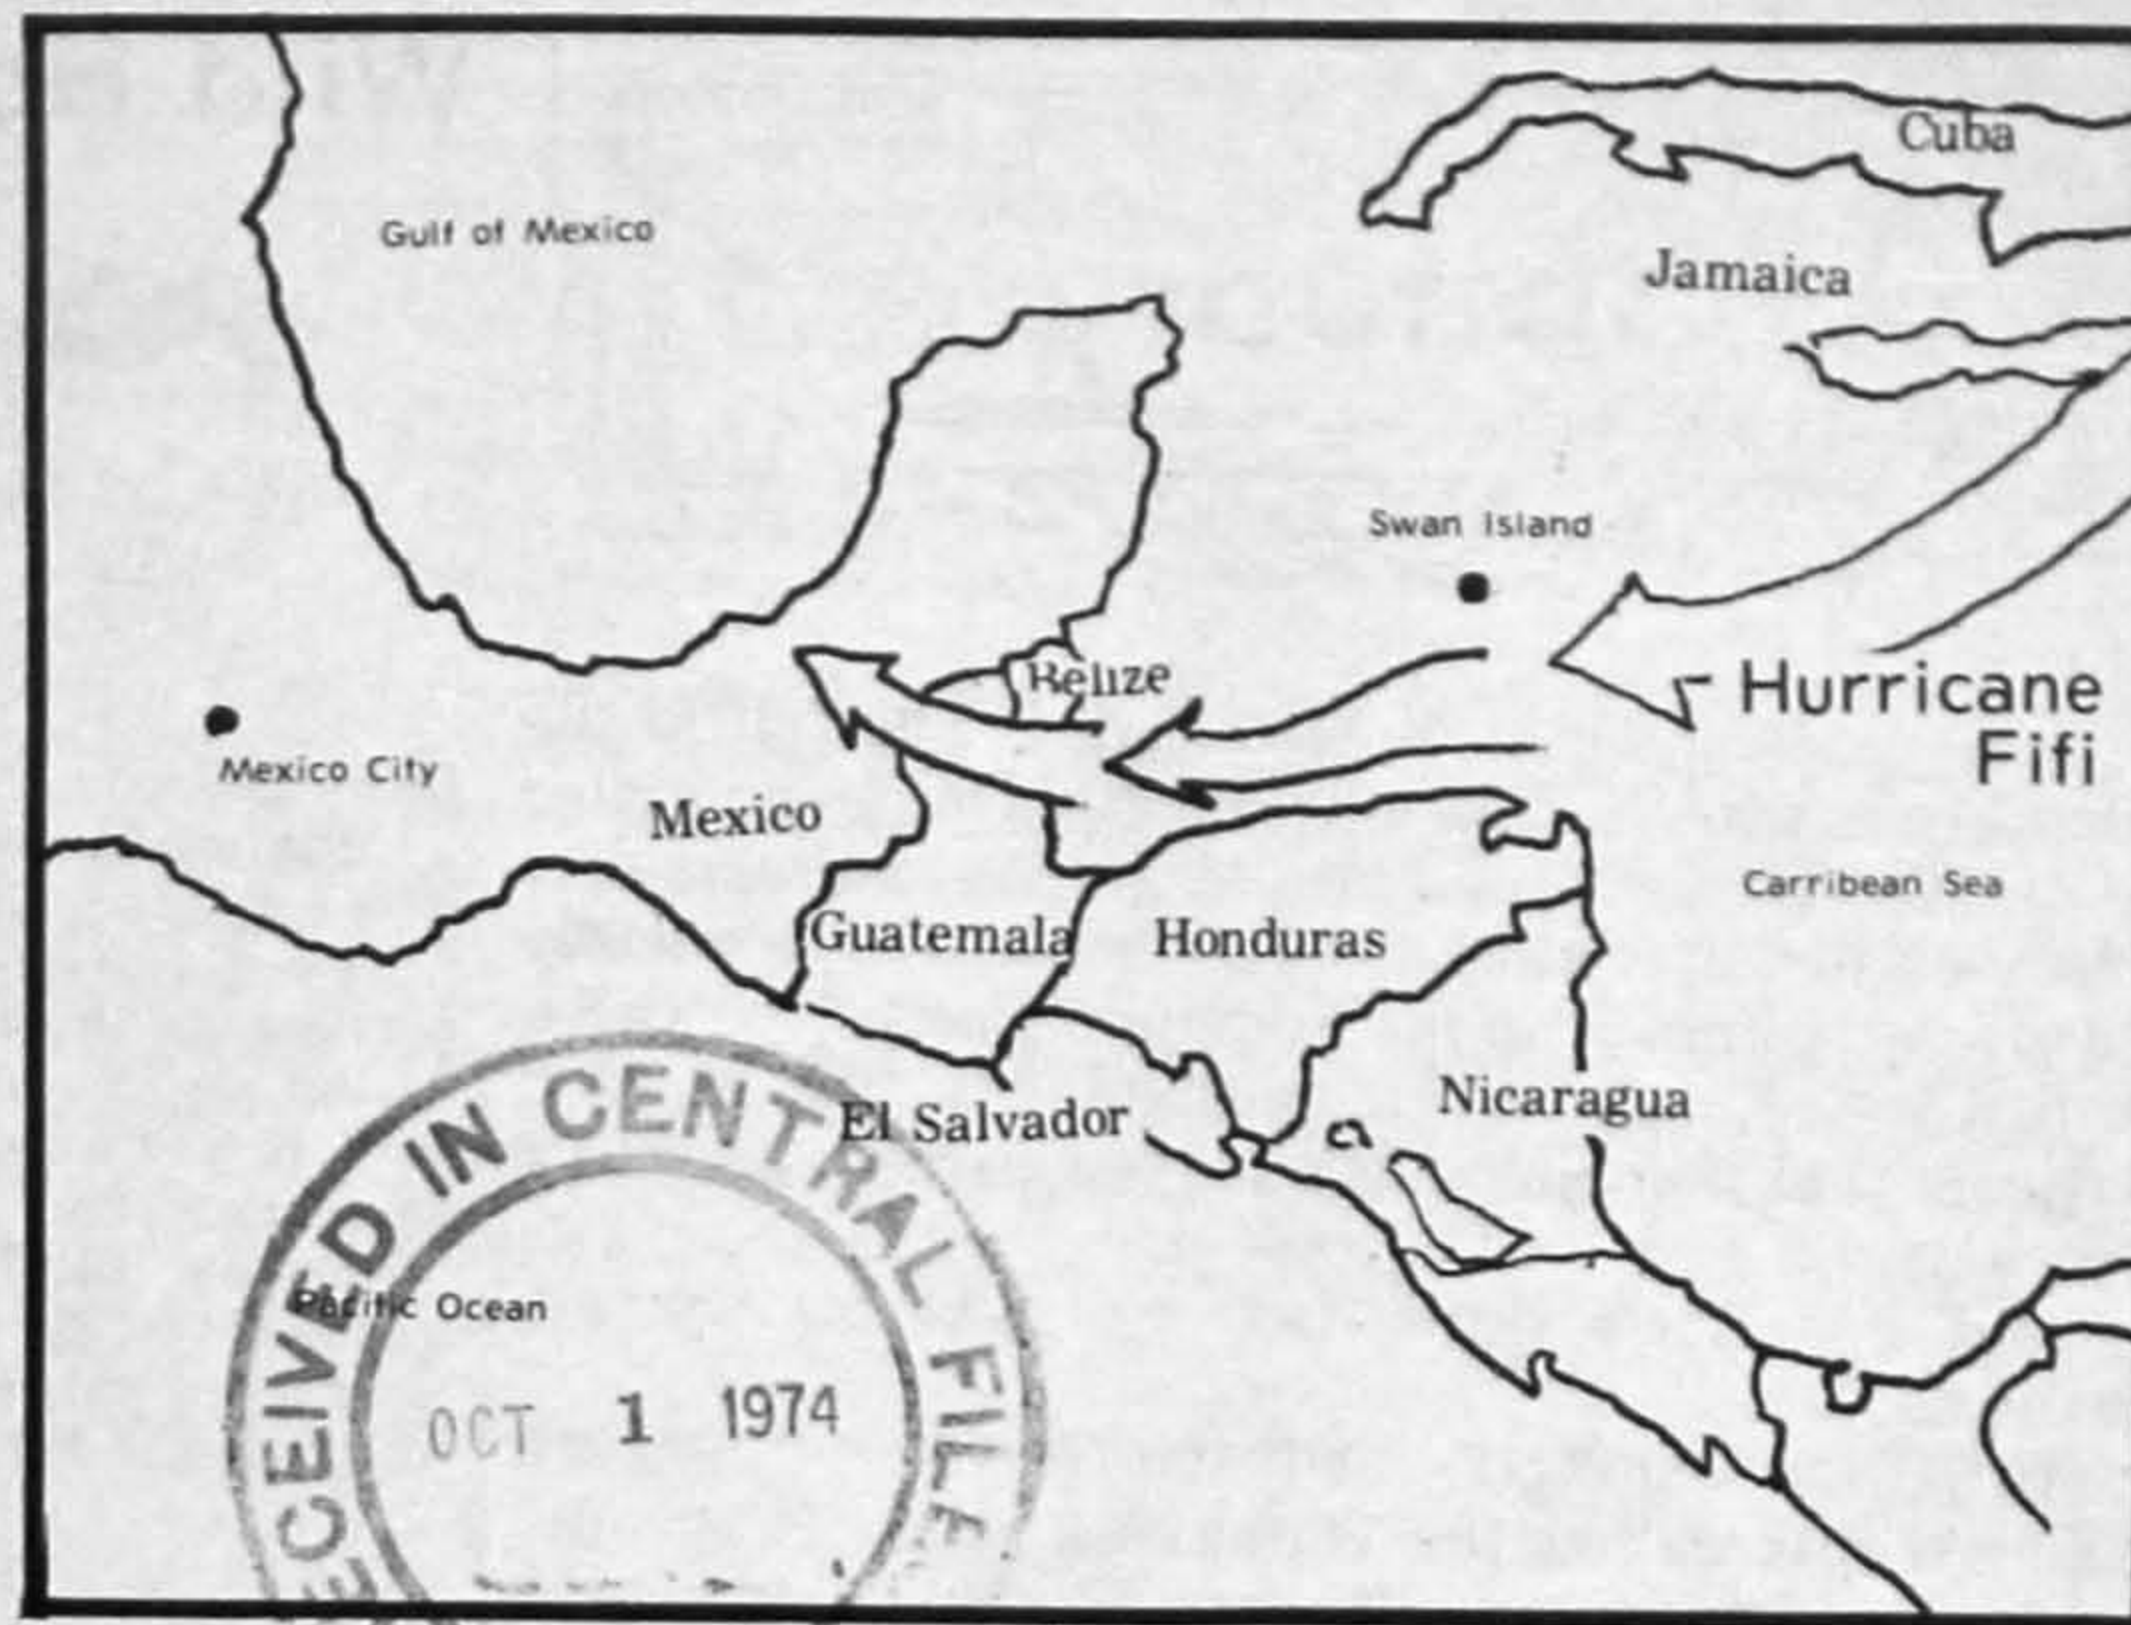 Cuba
Gulf of Mexico
Jamaica
Swan Island
Belize
Hurricane
Fifi
Mexico City
Mexico
Carribean Sea
Guatemala
Honduras
Nicaragua
El Salvador
Pacific Ocean
ECEIVED IN CENTRAL FILE
OCT 1 1974